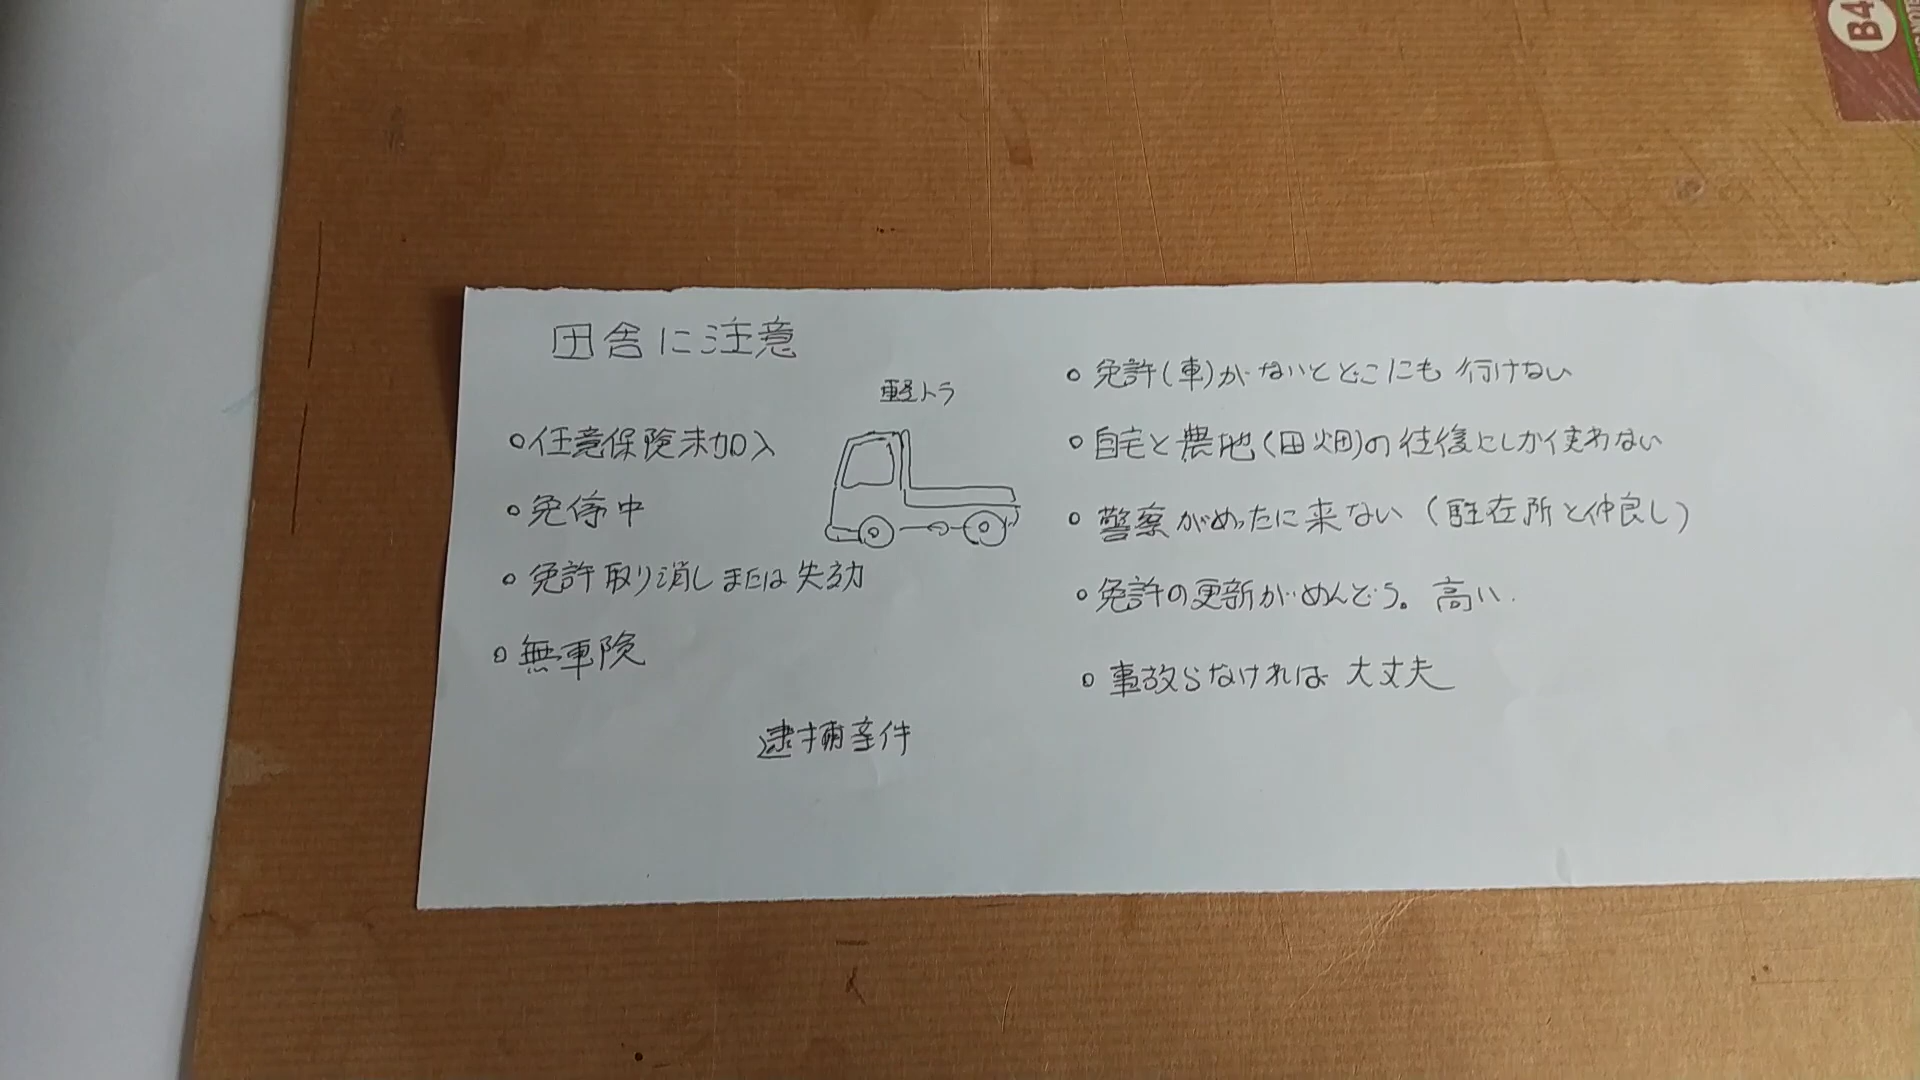 田舎に注意
軽トラ
○任意保険未加入
○免停中
○免許取り消しまたは失効
○無車険
○免許(車)がないとどこにも 行けない
○自宅と農地(田畑)の往復にしか使わない
○警察がめったに来ない (駐在所と仲良し)
○免許の更新がめんどう。高い.
○事故らなければ 大丈夫
逮捕案件
B4